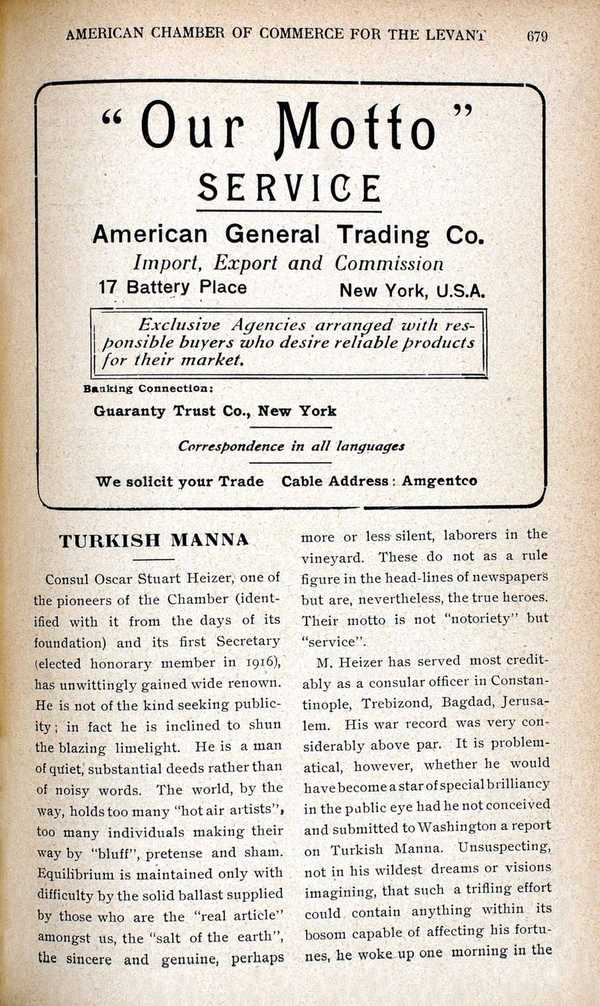 AMERICAN CHAMBER OF COMMERCE FOR THE LEVANT 679
"Our Motto"
SERVICE
American General Trading Co.
Import, Export and Commission
17 Battery Place New York, U.S.A.
Exclusive Agencies arranged with res-
ponsible buyers who desire reliable products
for their market.
Banking Connection:
Guaranty Trust Co., New York
Correspondence in all languages
We solicit your Trade Cable Address: Amgentco
TURKISH MANNA
Consul Oscar Stuart Heizer, one of
the pioneers of the Chamber (ident-
ified with it from the days of its
foundation) and its first Secretary
(elected honorary member in 1916),
has unwittingly gained wide renown.
He is not of the kind seeking public-
ity; in fact he is inclined to shun
the blazing limelight. He is a man
of quiet, substantial deeds rather than
of noisy words. The world, by the
way, holds too many "hot air artists",
too many individuals making their
way by "bluff", pretense and sham.
Equilibrium is maintained only with
difficulty by the solid ballast supplied
by those who are the "real article"
amongst us, the "salt of the earth",
the sincere and genuine, perhaps
more or less silent, laborers in the
vineyard. These do not as a rule
figure in the head-lines of newspapers
but are, nevertheless, the true heroes.
Their motto is not "notoriety" but
"service".
M. Heizer has served most credit-
ably as a consular officer in Constan-
tinople, Trebizond, Bagdad, Jerusa-
lem. His war record was very con-
siderably above par. It is problem-
atical, however, whether he would
have become a star of special brilliancy
in the public eye had he not conceived
and submitted to Washington a report
on Turkish Manna. Unsuspecting,
not in his wildest dreams or visions
imagining, that such a trifling effort
could contain anything within its
bosom capable of affecting his fortu-
nes, he woke up one morning in the